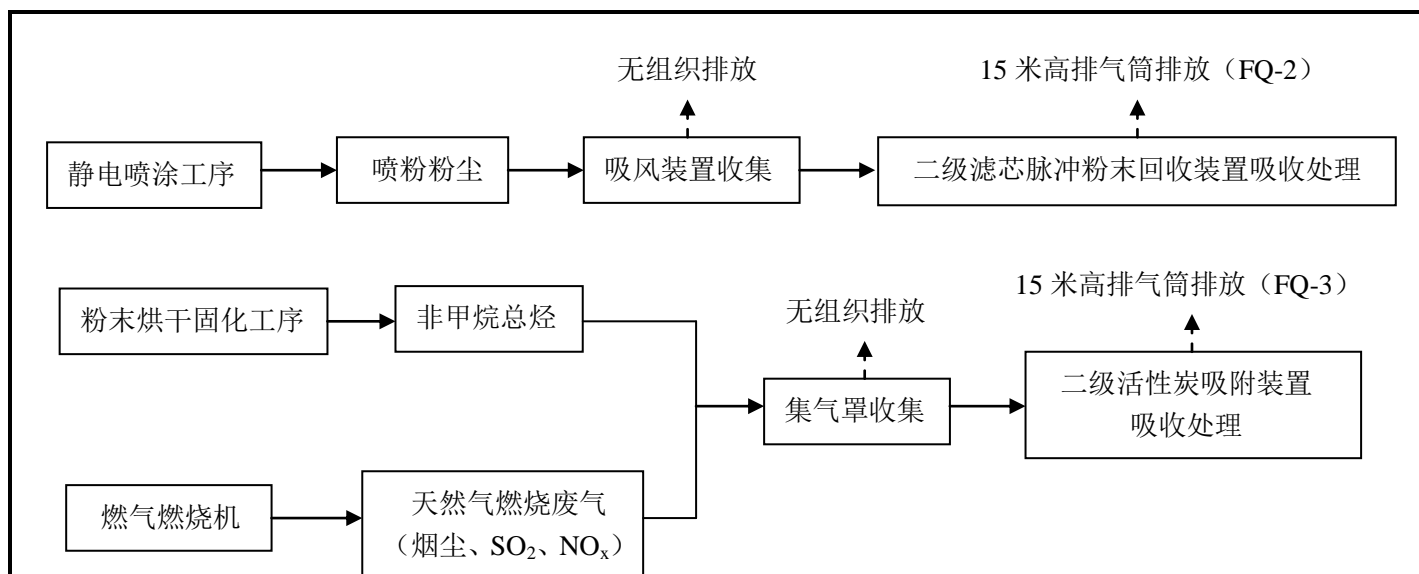 无组织排放
15 米高排气筒排放（FQ-2）
静电喷涂工序
喷粉粉尘
吸风装置收集
二级滤芯脉冲粉末回收装置吸收处理
15 米高排气筒排放（FQ-3）
粉末烘干固化工序
非甲烷总烃
无组织排放
集气罩收集
二级活性炭吸附装置
吸收处理
燃气燃烧机
天然气燃烧废气
（烟尘、SO₂、NOₓ）